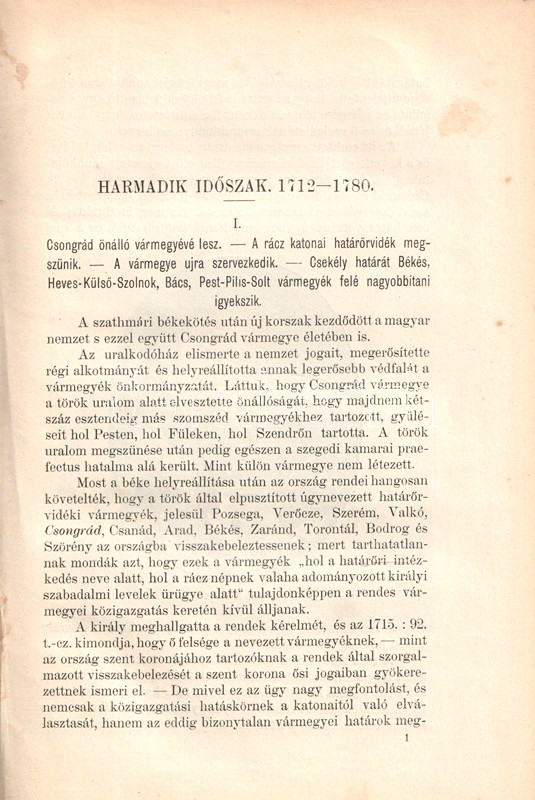 HARMADIK IDŐSZAK. 1712—1780.
I.
Csongrád önálló vármegyévé lesz. — A rácz katonai határőrvidék meg-
szünik. — A vármegye ujra szervezkedik. — Csekély határát Békés,
Heves-Külső-Szolnok, Bács, Pest-Pilis-Solt vármegyék felé nagyobbitani
igyekszik.
A szathmári békekötés után új korszak kezdődött a magyar
nemzet s ezzel együtt Csongrád vármegye életében is.
Az uralkodóház elismerte a nemzet jogait, megerősítette
régi alkotmányát és helyreállította annak legerősebb védfalát a
vármegyék önkormányzatát. Láttuk, hogy Csongrád vármegye
a török uralom alatt elvesztette önállóságát, hogy majdnem két-
száz esztendeig más szomszéd vármegyékhez tartozott, gyülé-
seit hol Pesten, hol Füleken, hol Szendrőn tartotta. A török
uralom megszünése után pedig egészen a szegedi kamarai prae-
fectus hatalma alá került. Mint külön vármegye nem létezett.
Most a béke helyreállítása után az ország rendei hangosan
követelték, hogy a török által elpusztított úgynevezett határőr-
vidéki vármegyék, jelesül Pozsega, Verőcze, Szerém, Valkó,
Csongrád, Csanád, Arad, Békés, Zaránd, Torontál, Bodrog és
Szörény az országba visszakebeleztessenek; mert tarthatatlan-
nak mondák azt, hogy ezek a vármegyék „hol a határőri intéz-
kedés neve alatt, hol a rácz népnek valaha adományozott királyi
szabadalmi levelek ürügye alatt" tulajdonképpen a rendes vár-
megyei közigazgatás keretén kívül álljanak.
A király meghallgatta a rendek kérelmét, és az 1715. : 92.
t.-cz. kimondja, hogy ő felsége a nevezett vármegyéknek, — mint
az ország szent koronájához tartozóknak a rendek által szorgal-
mazott visszakebelezését a szent korona ősi jogaiban gyökere-
zettnek ismeri el. — De mivel ez az ügy nagy megfontolást, és
nemcsak a közigazgatási hatáskörnek a katonaitól való elvá-
lasztását, hanem az eddig bizonytalan vármegyei határok meg-
1